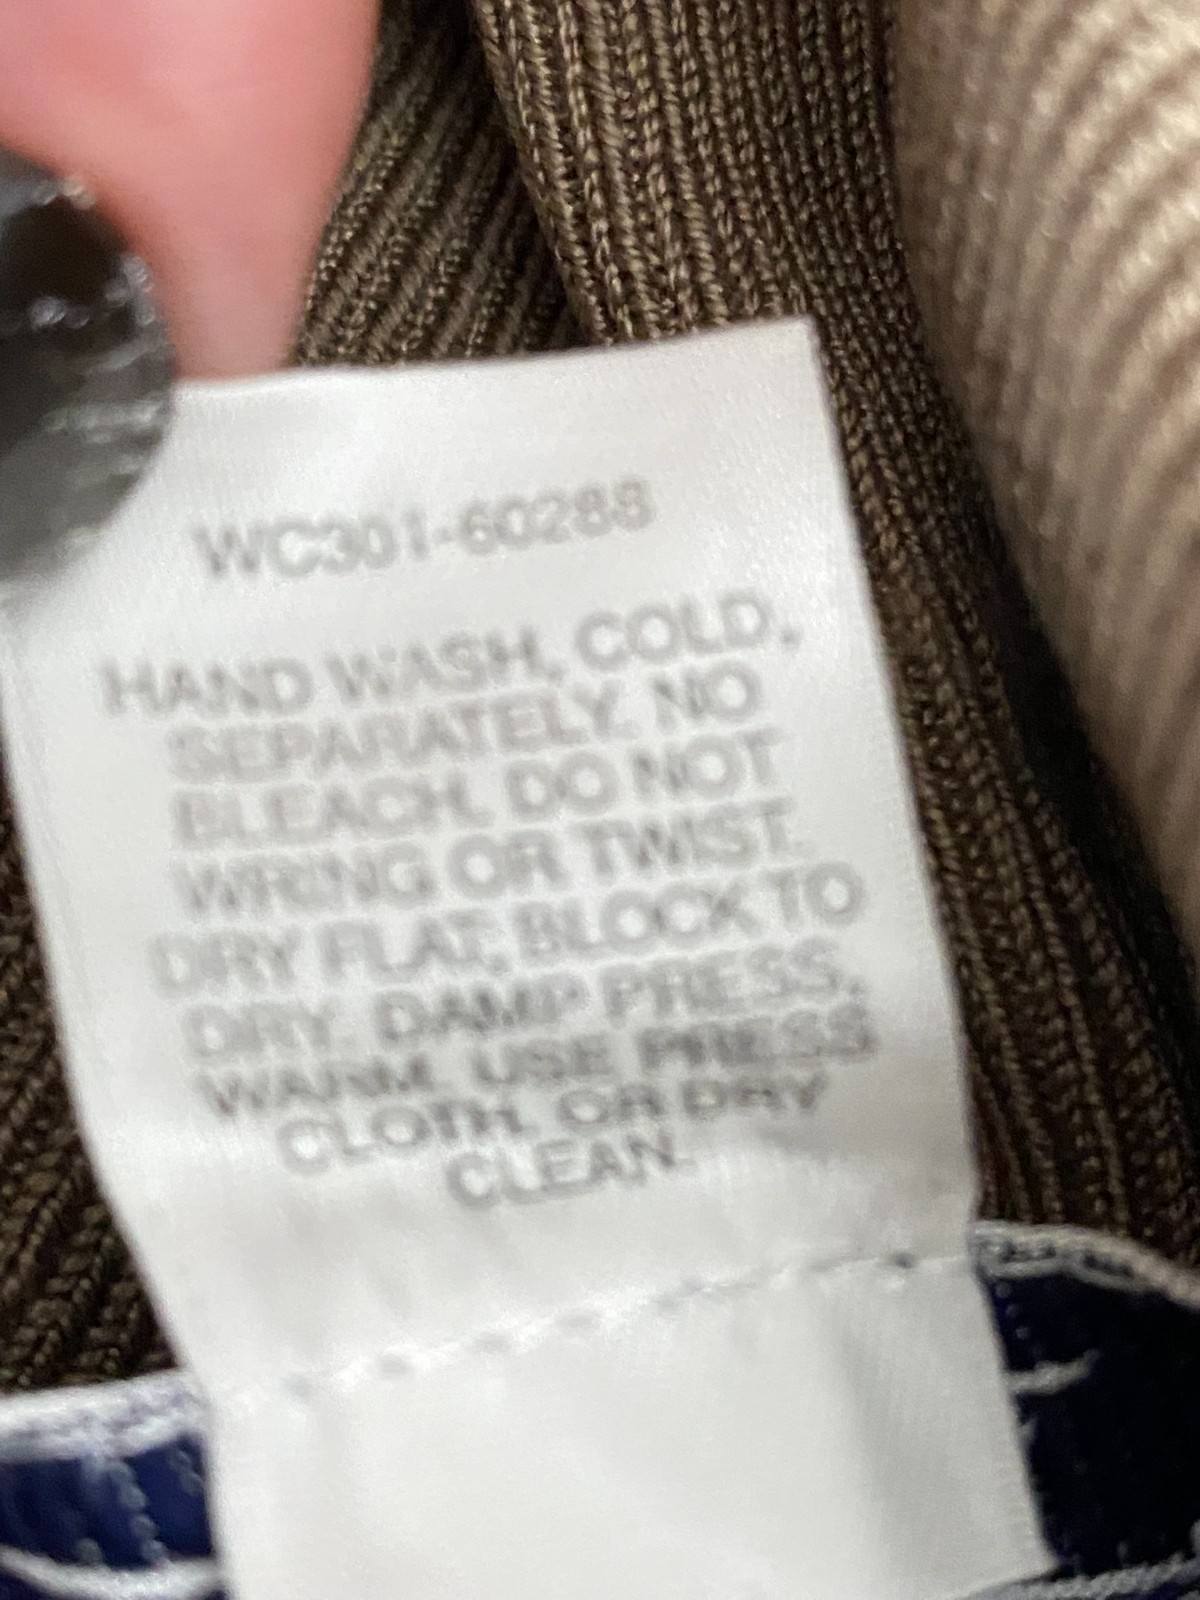 WC301-60288
HAND WASH, COLD,
SEPARATELY. NO
BLEACH. DO NOT
WRING OR TWIST.
DRY FLAT, BLOCK TO
DRY. DAMP PRESS,
WARM. USE PRESS
CLOTH. OR DRY
CLEAN.